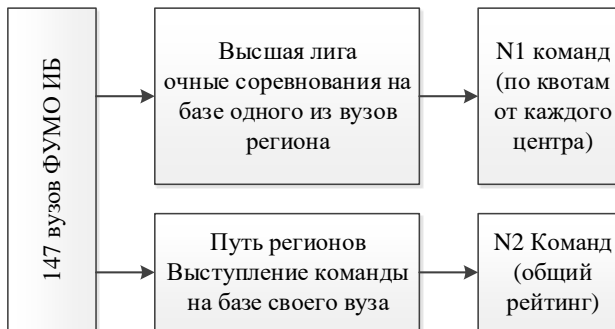 147 вузов ФУМО ИБ
Высшая лига
очные соревнования на
базе одного из вузов
региона
N1 команд
(по квотам
от каждого
центра)
Путь регионов
Выступление команды
на базе своего вуза
N2 Команд
(общий
рейтинг)